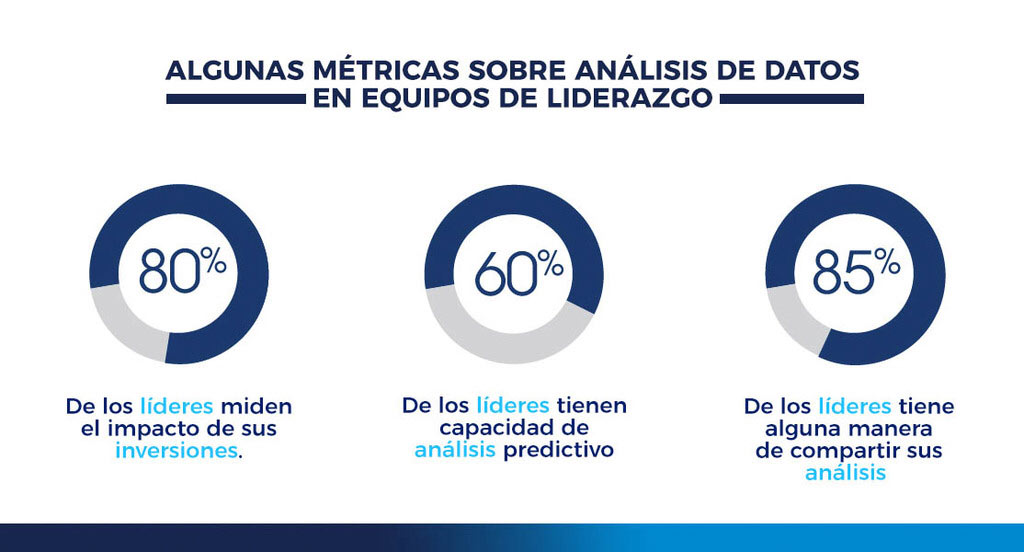 ALGUNAS MÉTRICAS SOBRE ANÁLISIS DE DATOS
EN EQUIPOS DE LIDERAZGO
80%
De los líderes miden
el impacto de sus
inversiones.
60%
De los líderes tienen
capacidad de
análisis predictivo
85%
De los líderes tiene
alguna manera
de compartir sus
análisis